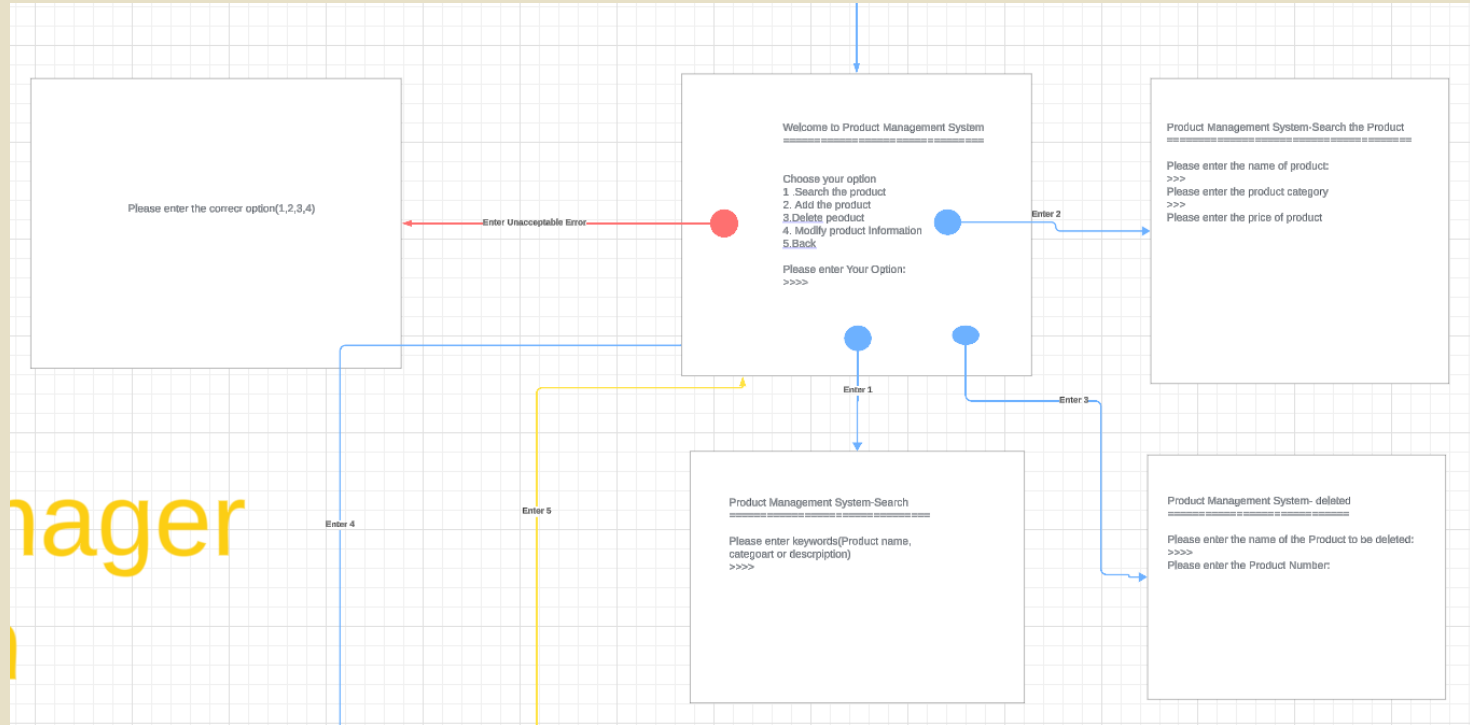 Please enter the correcr option(1,2,3,4)
Enter Unacceptable Error
Welcome to Product Management System
================================
Choose your option
1 .Search the product
2. Add the product
3.Delete peoduct
4. Modify product Information
5.Back
Please enter Your Option:
>>>>
Enter 2
Product Management System-Search the Product
=======================================
Please enter the name of product:
>>>
Please enter the product category
>>>
Please enter the price of product
Enter 1
Enter 3
Enter 4
Enter 5
nager
Product Management System-Search
================================
Please enter keywords(Product name,
categoart or descrpiption)
>>>>
Product Management System- deleted
=============================
Please enter the name of the Product to be deleted:
>>>>
Please enter the Product Number: